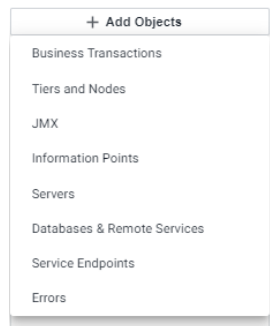 + Add Objects
Business Transactions
Tiers and Nodes
JMX
Information Points
Servers
Databases & Remote Services
Service Endpoints
Errors